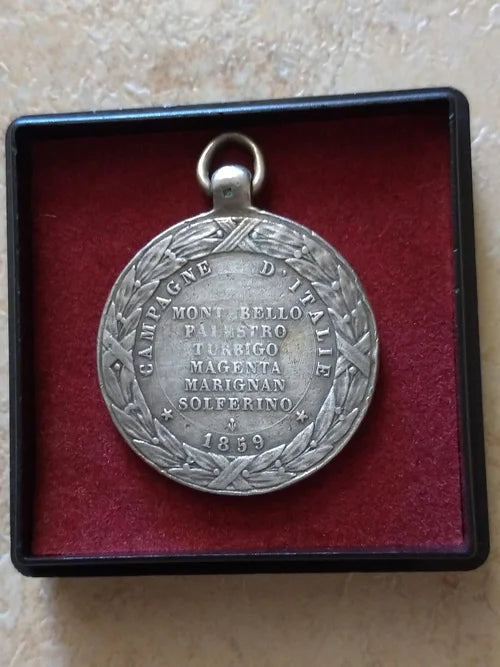 CAMPAGNE D'ITALIE
MONTEBELLO
PALESTRO
TURBIGO
MAGENTA
MARIGNAN
SOLFERINO
1859